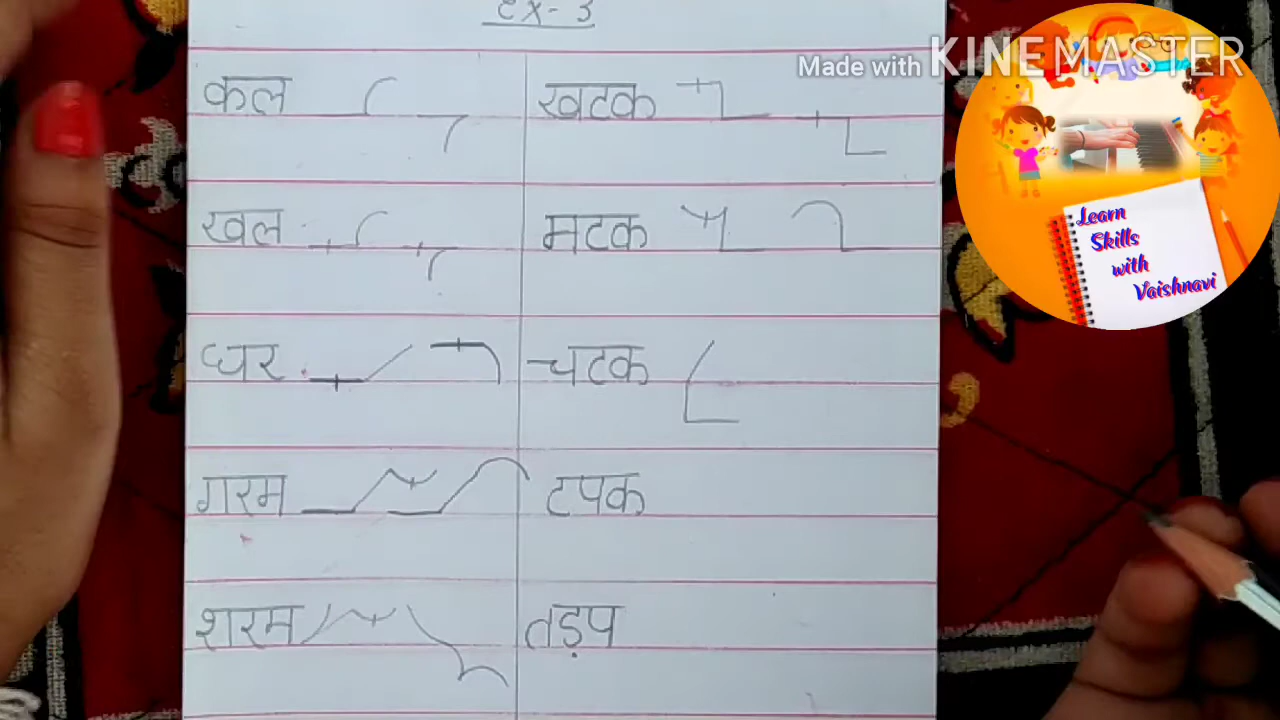 Ex-3
कल खटक
खल मटक
घर चटक
गरम टपक
शरम तड़प
Made with KINEMASTER
Learn
Skills
with
Vaishnavi